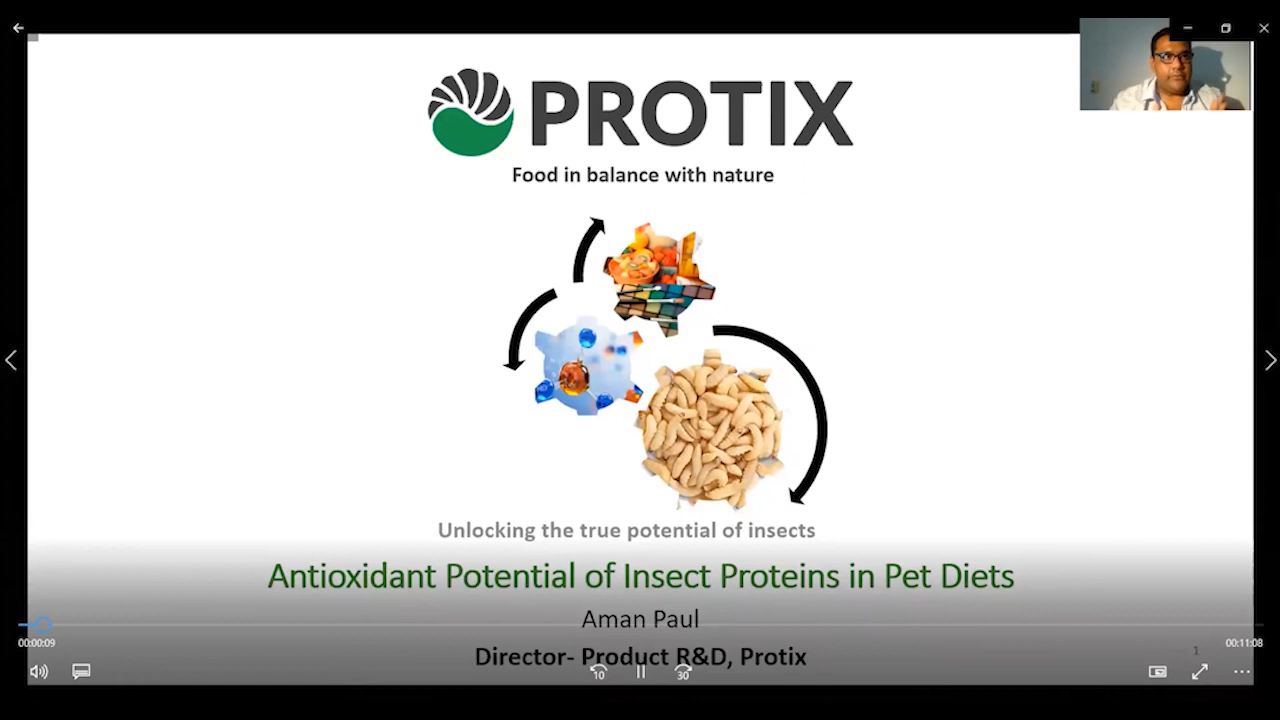 PROTIX
Food in balance with nature
Unlocking the true potential of insects
Antioxidant Potential of Insect Proteins in Pet Diets
Aman Paul
Director- Product R&D, Protix
00:00:09
00:11:08
1
10
30